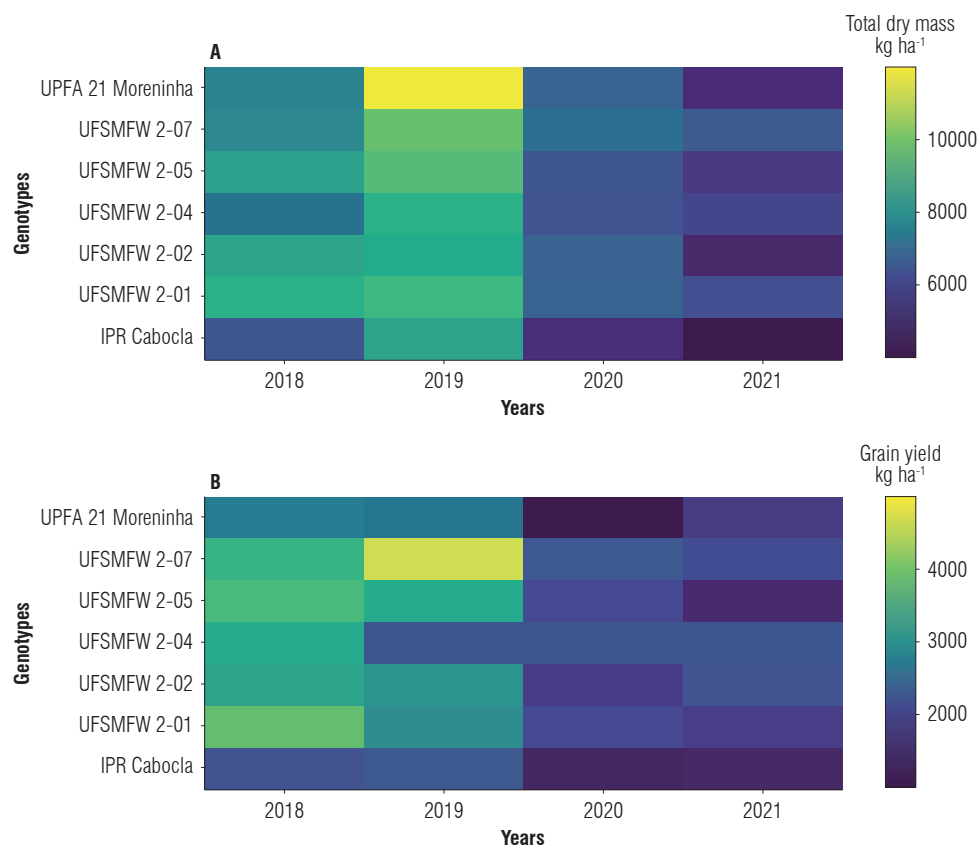 Total dry mass
kg ha⁻¹
A
UPFA 21 Moreninha
UFSMFW 2-07
UFSMFW 2-05
UFSMFW 2-04
UFSMFW 2-02
UFSMFW 2-01
IPR Cabocla
Genotypes
10000
8000
6000
2018 2019 2020 2021
Years
Grain yield
kg ha⁻¹
B
UPFA 21 Moreninha
UFSMFW 2-07
UFSMFW 2-05
UFSMFW 2-04
UFSMFW 2-02
UFSMFW 2-01
IPR Cabocla
Genotypes
4000
3000
2000
2018 2019 2020 2021
Years